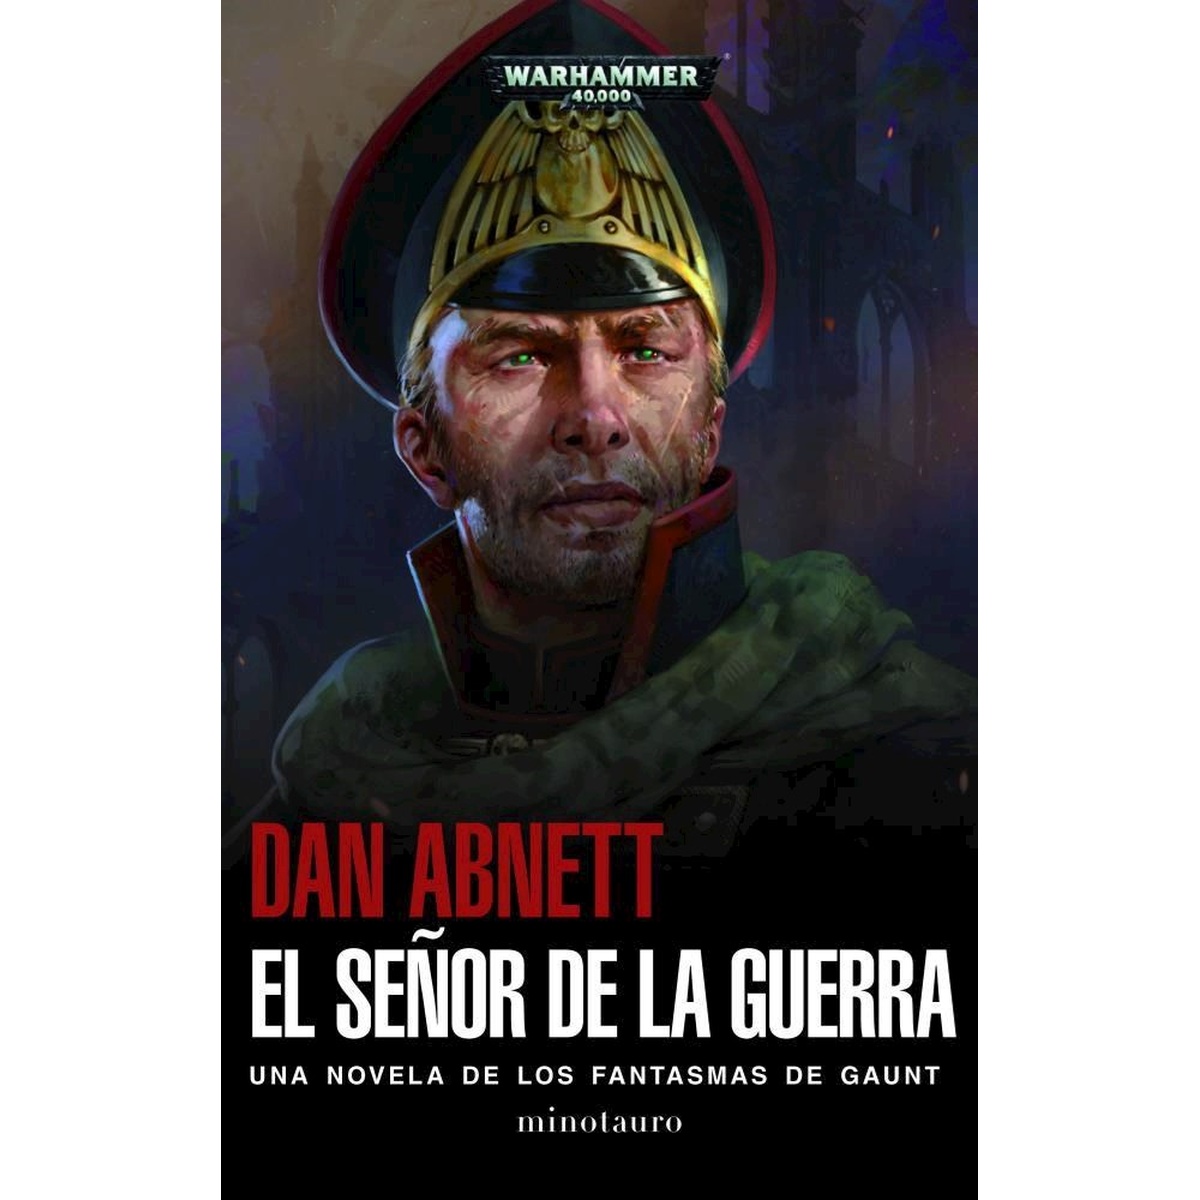 WARHAMMER
40,000
DAN ABNETT
EL SEÑOR DE LA GUERRA
UNA NOVELA DE LOS FANTASMAS DE GAUNT
minotauro